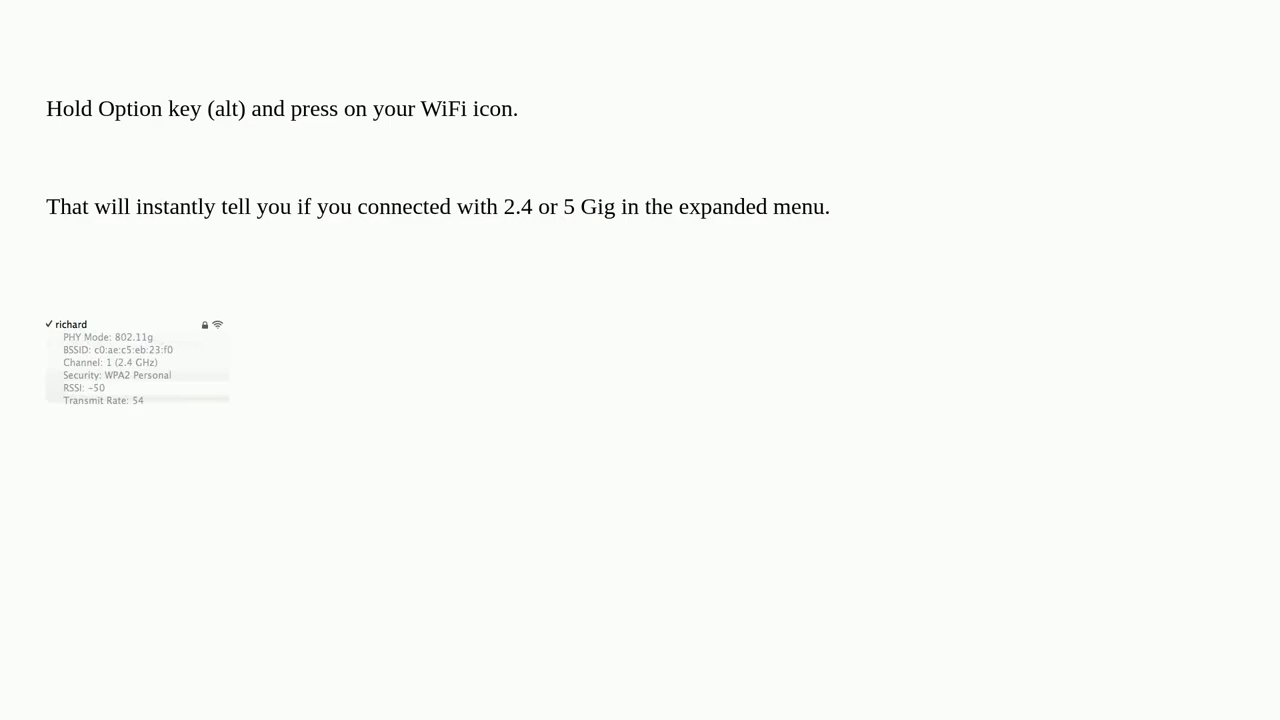 Hold Option key (alt) and press on your WiFi icon.
That will instantly tell you if you connected with 2.4 or 5 Gig in the expanded menu.
✓ richard
PHY Mode: 802.11g
BSSID: c0:ae:c5:eb:23:f0
Channel: 1 (2.4 GHz)
Security: WPA2 Personal
RSSI: -50
Transmit Rate: 54